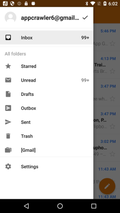 6:02
appcrawler6@gmail...
Inbox
99+
All folders
Starred
Unread
99+
Drafts
Outbox
Sent
Trash
[Gmail]
Settings